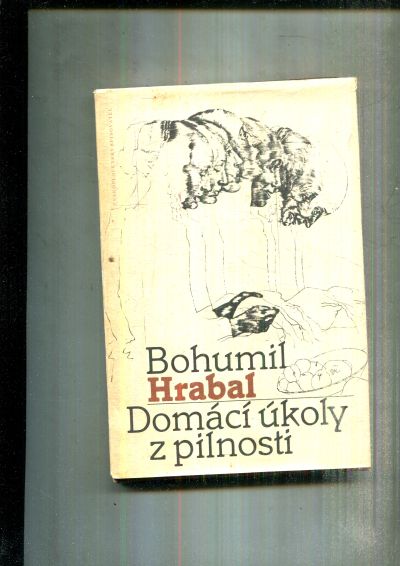 Bohumil
Hrabal
Domácí úkoly
z pilnosti